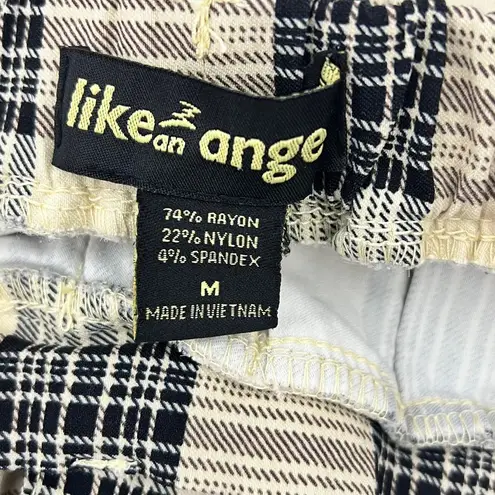 like an ange
74% RAYON
22% NYLON
4% SPANDEX
M
MADE IN VIETNAM